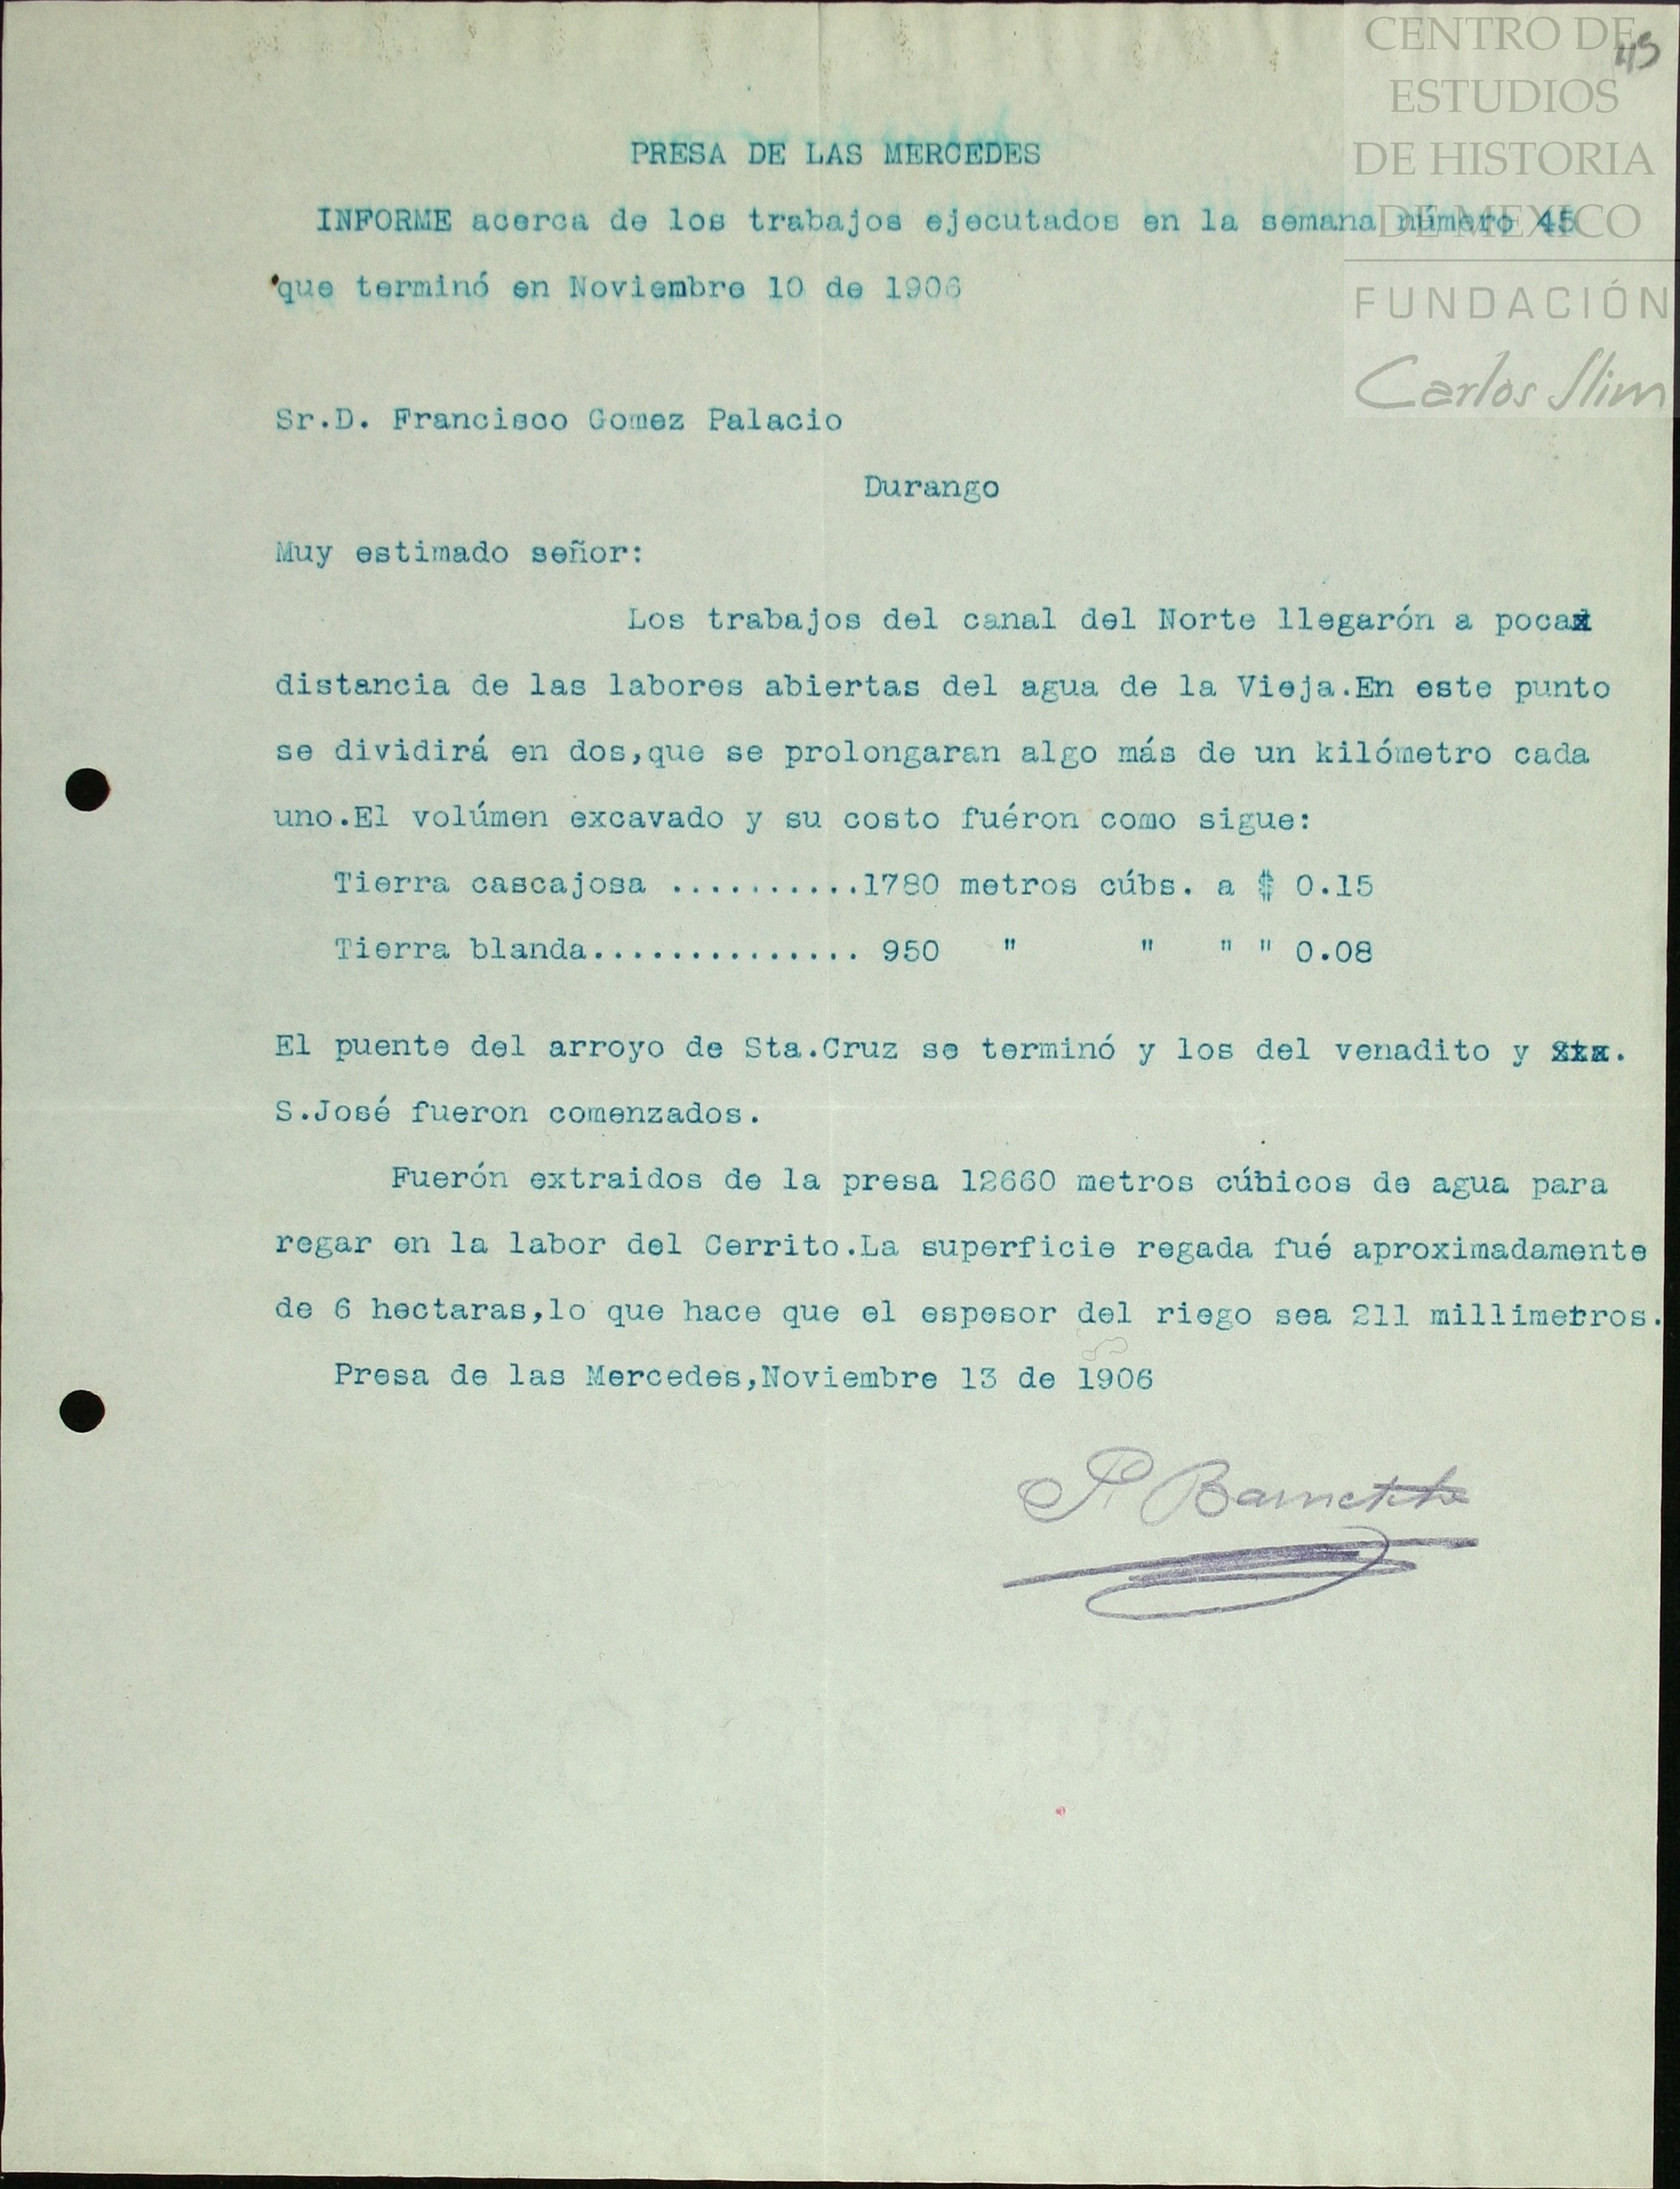 CENTRO DE
ESTUDIOS
DE HISTORIA
DE MEXICO
FUNDACIÓN
Carlos Slim
45
PRESA DE LAS MERCEDES
INFORME acerca de los trabajos ejecutados en la semana número 45
que terminó en Noviembre 10 de 1906
Sr.D. Francisco Gomez Palacio
Durango
Muy estimado señor:
Los trabajos del canal del Norte llegarón a poca
distancia de las labores abiertas del agua de la Vieja.En este punto
se dividirá en dos,que se prolongaran algo más de un kilómetro cada
uno.El volúmen excavado y su costo fuéron como sigue:
Tierra cascajosa ..........1780 metros cúbs. a $ 0.15
Tierra blanda.............. 950 " " " " 0.08
El puente del arroyo de Sta.Cruz se terminó y los del venadito y Sta.
S.José fueron comenzados.
Fuerón extraidos de la presa 12660 metros cúbicos de agua para
regar en la labor del Cerrito.La superficie regada fué aproximadamente
de 6 hectaras,lo que hace que el espesor del riego sea 211 millimetros.
Presa de las Mercedes,Noviembre 13 de 1906